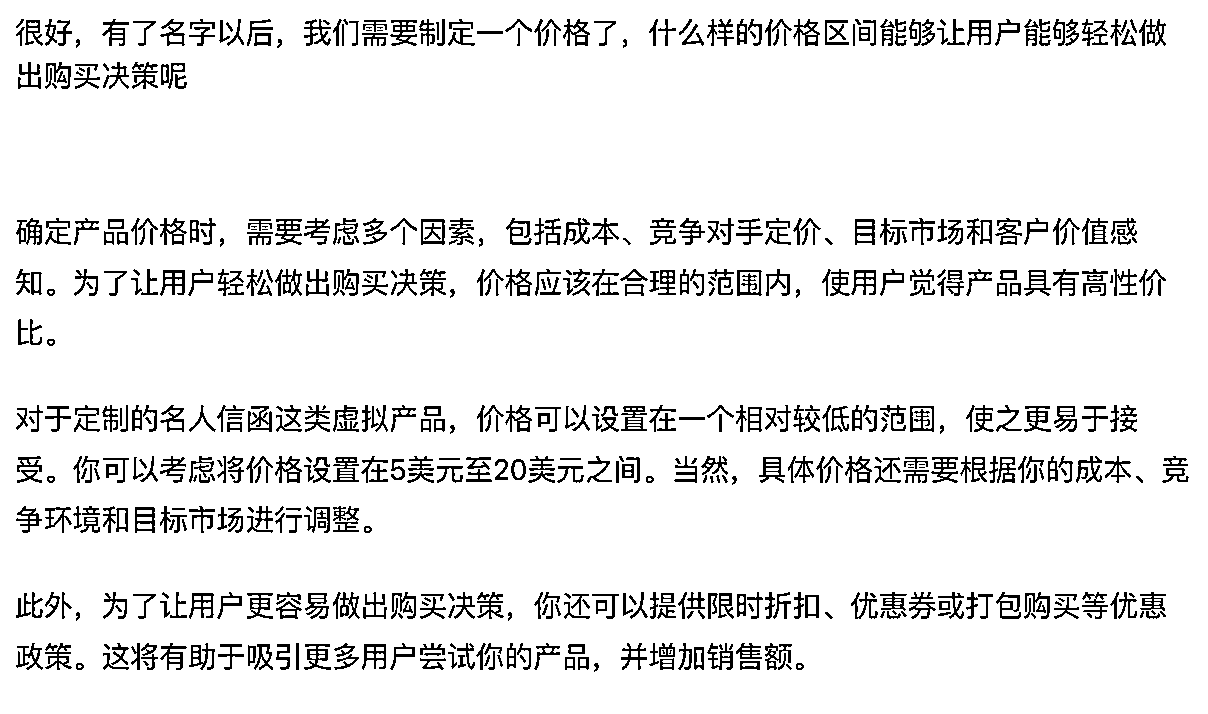 很好，有了名字以后，我们需要制定一个价格了，什么样的价格区间能够让用户能够轻松做
出购买决策呢
确定产品价格时，需要考虑多个因素，包括成本、竞争对手定价、目标市场和客户价值感
知。为了让用户轻松做出购买决策，价格应该在合理的范围内，使用户觉得产品具有高性价
比。
对于定制的名人信函这类虚拟产品，价格可以设置在一个相对较低的范围，使之更易于接
受。你可以考虑将价格设置在5美元至20美元之间。当然，具体价格还需要根据你的成本、竞
争环境和目标市场进行调整。
此外，为了让用户更容易做出购买决策，你还可以提供限时折扣、优惠券或打包购买等优惠
政策。这将有助于吸引更多用户尝试你的产品，并增加销售额。